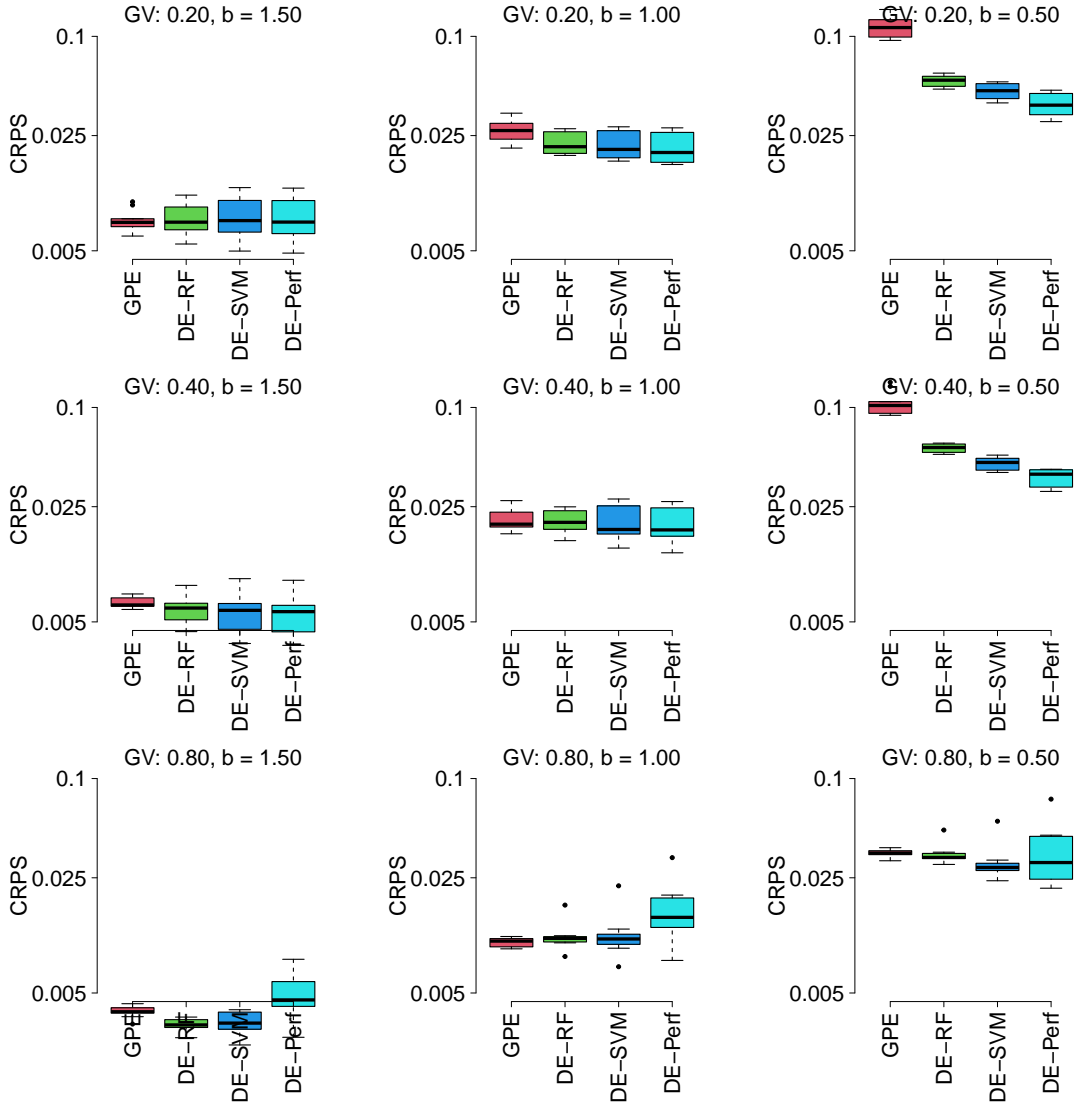 GV: 0.20, b = 1.50
0.1
0.025
0.005
CRPS
GPE
DE−RF
DE−SVM
DE−Perf
GV: 0.20, b = 1.00
0.1
0.025
0.005
CRPS
GPE
DE−RF
DE−SVM
DE−Perf
GV: 0.20, b = 0.50
0.1
0.025
0.005
CRPS
GPE
DE−RF
DE−SVM
DE−Perf
GV: 0.40, b = 1.50
0.1
0.025
0.005
CRPS
GPE
DE−RF
DE−SVM
DE−Perf
GV: 0.40, b = 1.00
0.1
0.025
0.005
CRPS
GPE
DE−RF
DE−SVM
DE−Perf
GV: 0.40, b = 0.50
0.1
0.025
0.005
CRPS
GPE
DE−RF
DE−SVM
DE−Perf
GV: 0.80, b = 1.50
0.1
0.025
0.005
CRPS
GPE
DE−RF
DE−SVM
DE−Perf
GV: 0.80, b = 1.00
0.1
0.025
0.005
CRPS
GPE
DE−RF
DE−SVM
DE−Perf
GV: 0.80, b = 0.50
0.1
0.025
0.005
CRPS
GPE
DE−RF
DE−SVM
DE−Perf